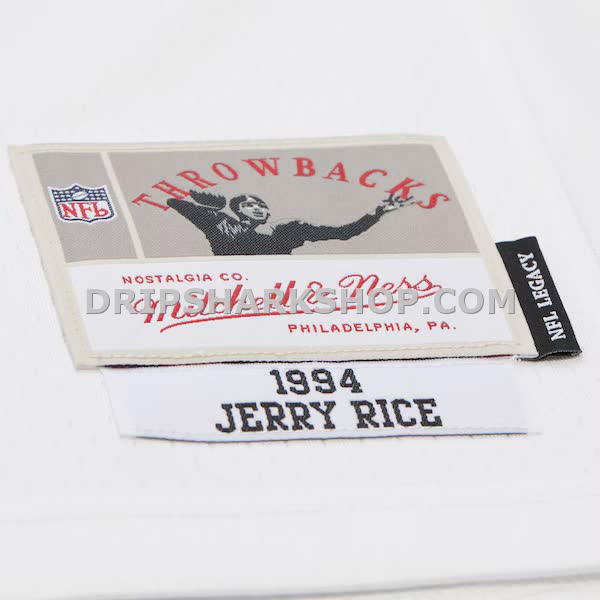 THROWBACKS
NFL
NOSTALGIA CO.
Mitchell & Ness
DRIPSHARKSHOP.COM
PHILADELPHIA, PA.
NFL LEGACY
1994
JERRY RICE